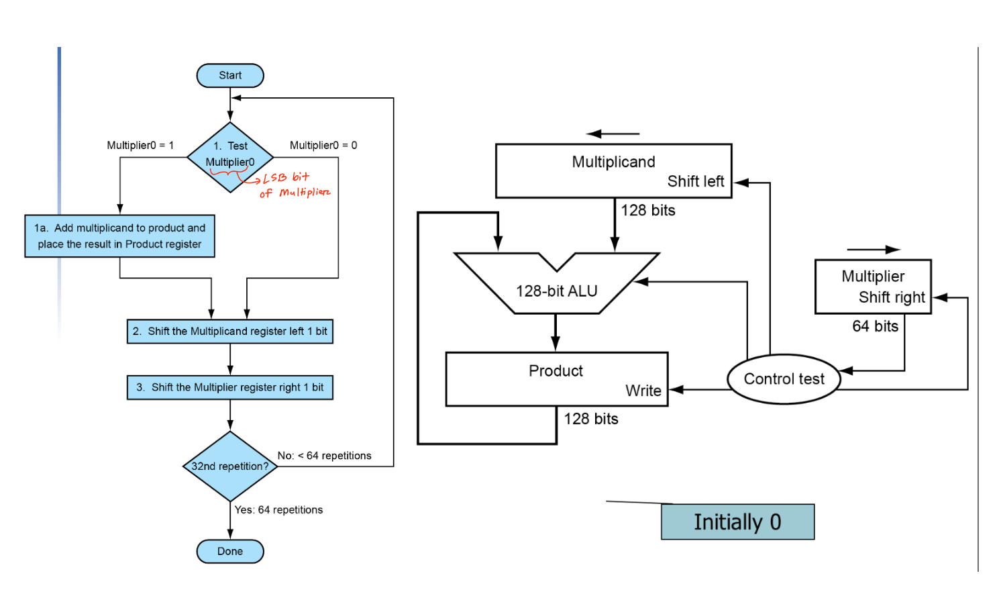 Start
Multiplier0 = 1
1. Test
Multiplier0
Multiplier0 = 0
LSB bit
of Multiplier
1a. Add multiplicand to product and
place the result in Product register
2. Shift the Multiplicand register left 1 bit
3. Shift the Multiplier register right 1 bit
32nd repetition?
No: < 64 repetitions
Yes: 64 repetitions
Done
Multiplicand
Shift left
128 bits
128-bit ALU
Multiplier
Shift right
64 bits
Product
Write
Control test
128 bits
Initially 0